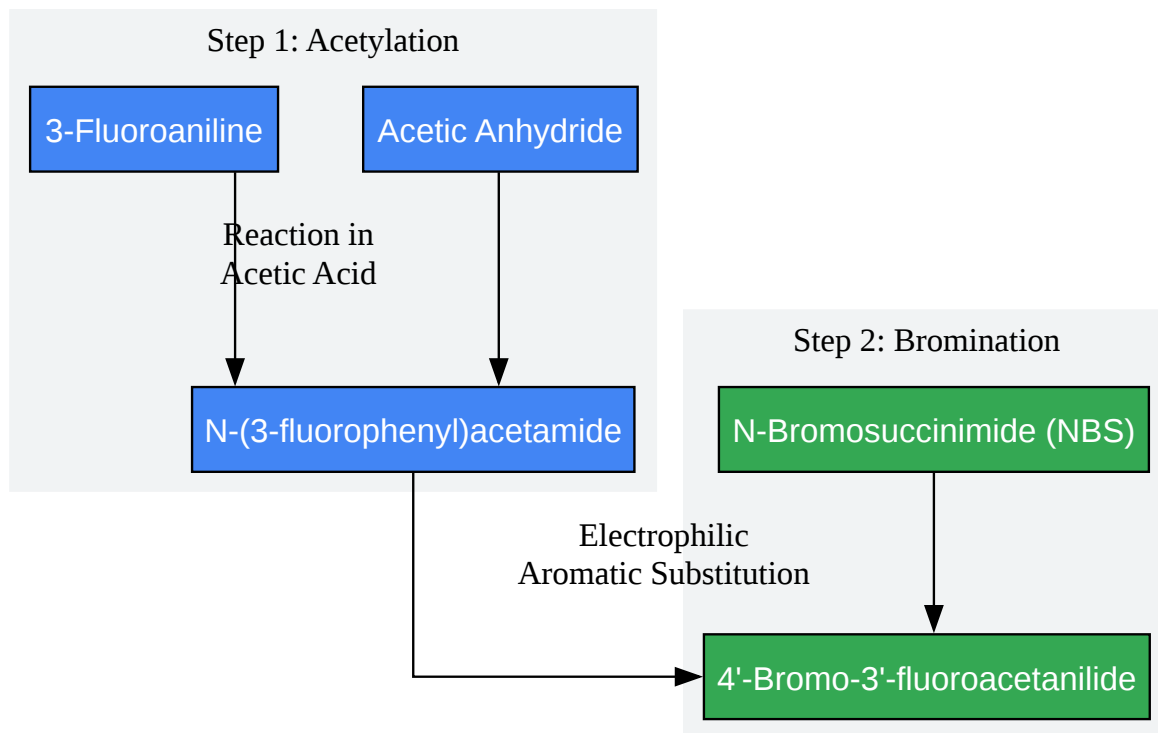 Step 1: Acetylation
3-Fluoroaniline
Acetic Anhydride
Reaction in
Acetic Acid
N-(3-fluorophenyl)acetamide
Step 2: Bromination
N-Bromosuccinimide (NBS)
Electrophilic
Aromatic Substitution
4'-Bromo-3'-fluoroacetanilide